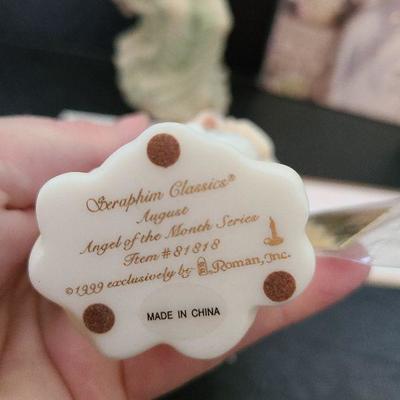 Seraphim Classics®
August
Angel of the Month Series
Item #81818
©1999 exclusively by Roman, Inc.
MADE IN CHINA